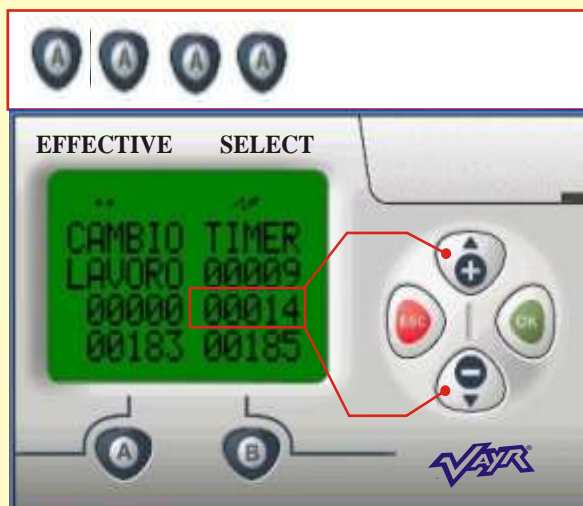 A A A A
EFFECTIVE SELECT
CAMBIO TIMER
LAVORO 00009
00000 00014
00183 00185
+
ESC OK
−
A B
VAYR®